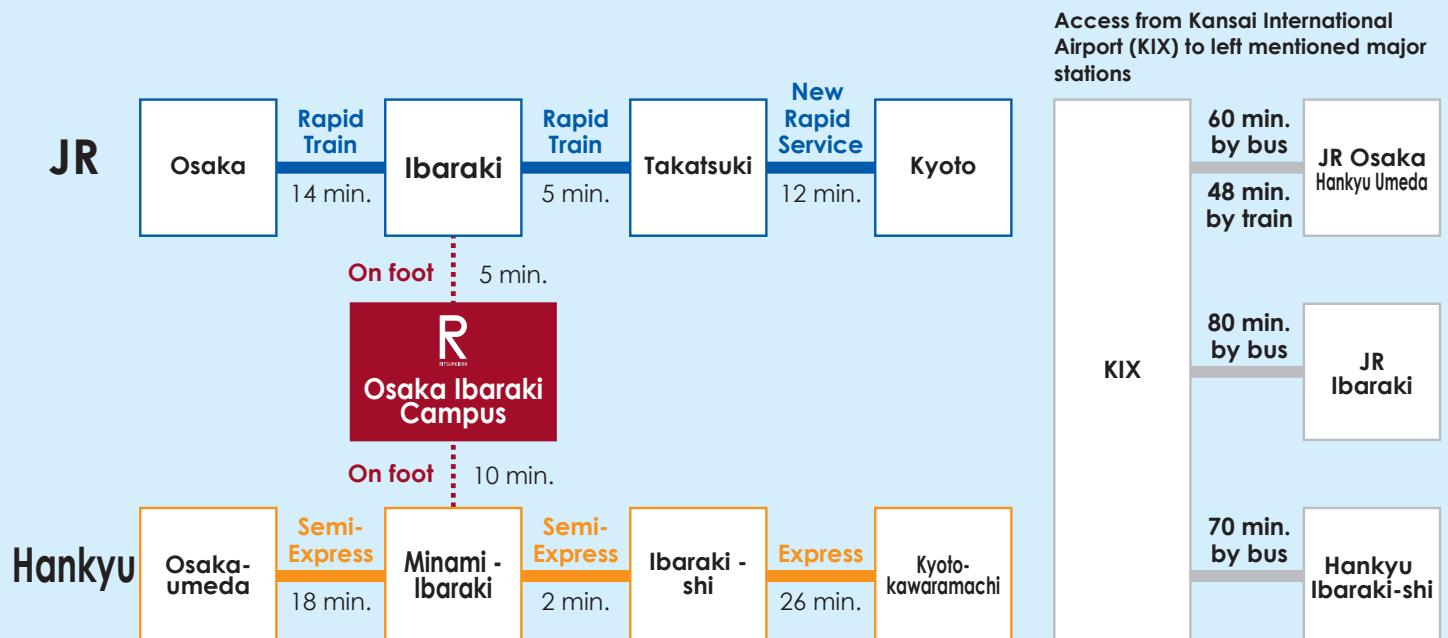 Access from Kansai International
Airport (KIX) to left mentioned major
stations
JR
Osaka
Rapid
Train
14 min.
Ibaraki
Rapid
Train
5 min.
Takatsuki
New
Rapid
Service
12 min.
Kyoto
On foot
5 min.
R
RITSUMEIKAN
Osaka Ibaraki
Campus
On foot
10 min.
Hankyu
Osaka-
umeda
Semi-
Express
18 min.
Minami -
Ibaraki
Semi-
Express
2 min.
Ibaraki -
shi
Express
26 min.
Kyoto-
kawaramachi
KIX
60 min.
by bus
48 min.
by train
JR Osaka
Hankyu Umeda
80 min.
by bus
JR
Ibaraki
70 min.
by bus
Hankyu
Ibaraki-shi